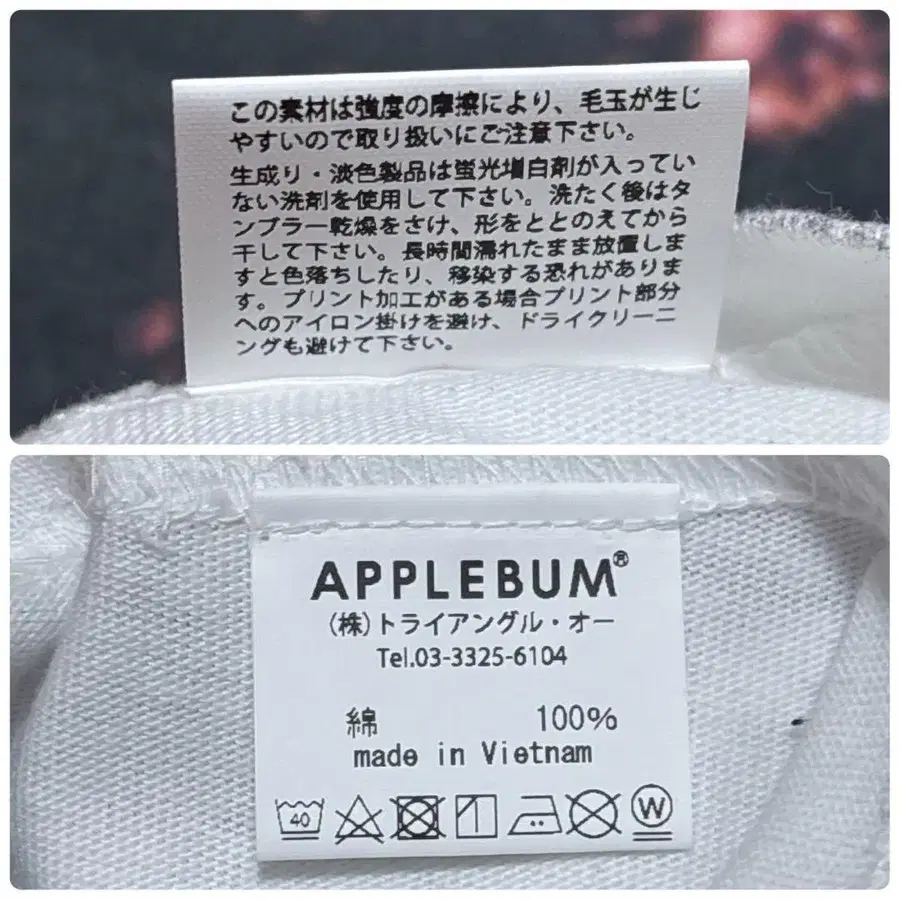 この素材は強度の摩擦により、毛玉が生じ
やすいので取り扱いにご注意下さい。
生成り・淡色製品は蛍光増白剤が入ってい
ない洗剤を使用して下さい。洗たく後はタ
ンブラー乾燥をさけ、形をととのえてから
干して下さい。長時間濡れたまま放置しま
すと色落ちしたり、移染する恐れがありま
す。プリント加工がある場合プリント部分
へのアイロン掛けを避け、ドライクリーニ
ングも避けて下さい。
APPLEBUM®
(株)トライアングル・オー
Tel.03-3325-6104
綿 100%
made in Vietnam
40 W